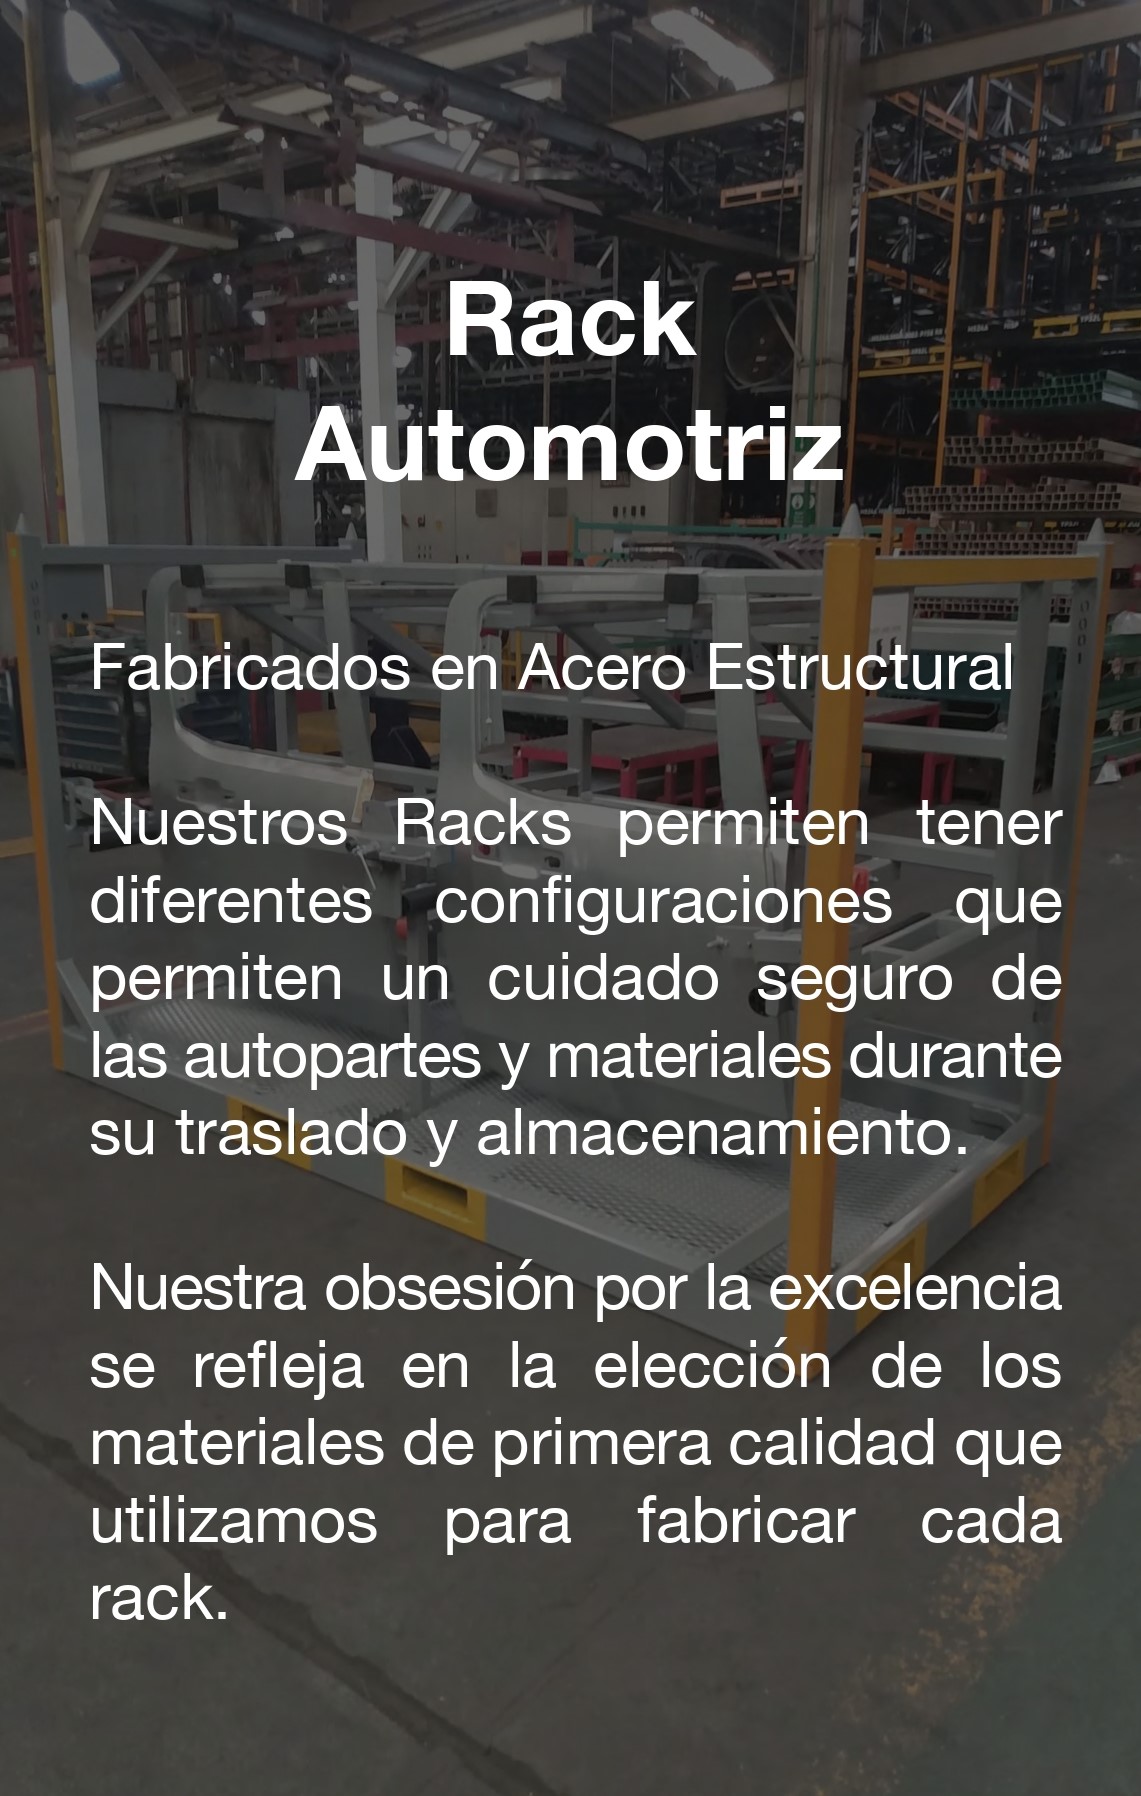 Rack
Automotriz
Fabricados en Acero Estructural
Nuestros Racks permiten tener
diferentes configuraciones que
permiten un cuidado seguro de
las autopartes y materiales durante
su traslado y almacenamiento.
Nuestra obsesión por la excelencia
se refleja en la elección de los
materiales de primera calidad que
utilizamos para fabricar cada
rack.